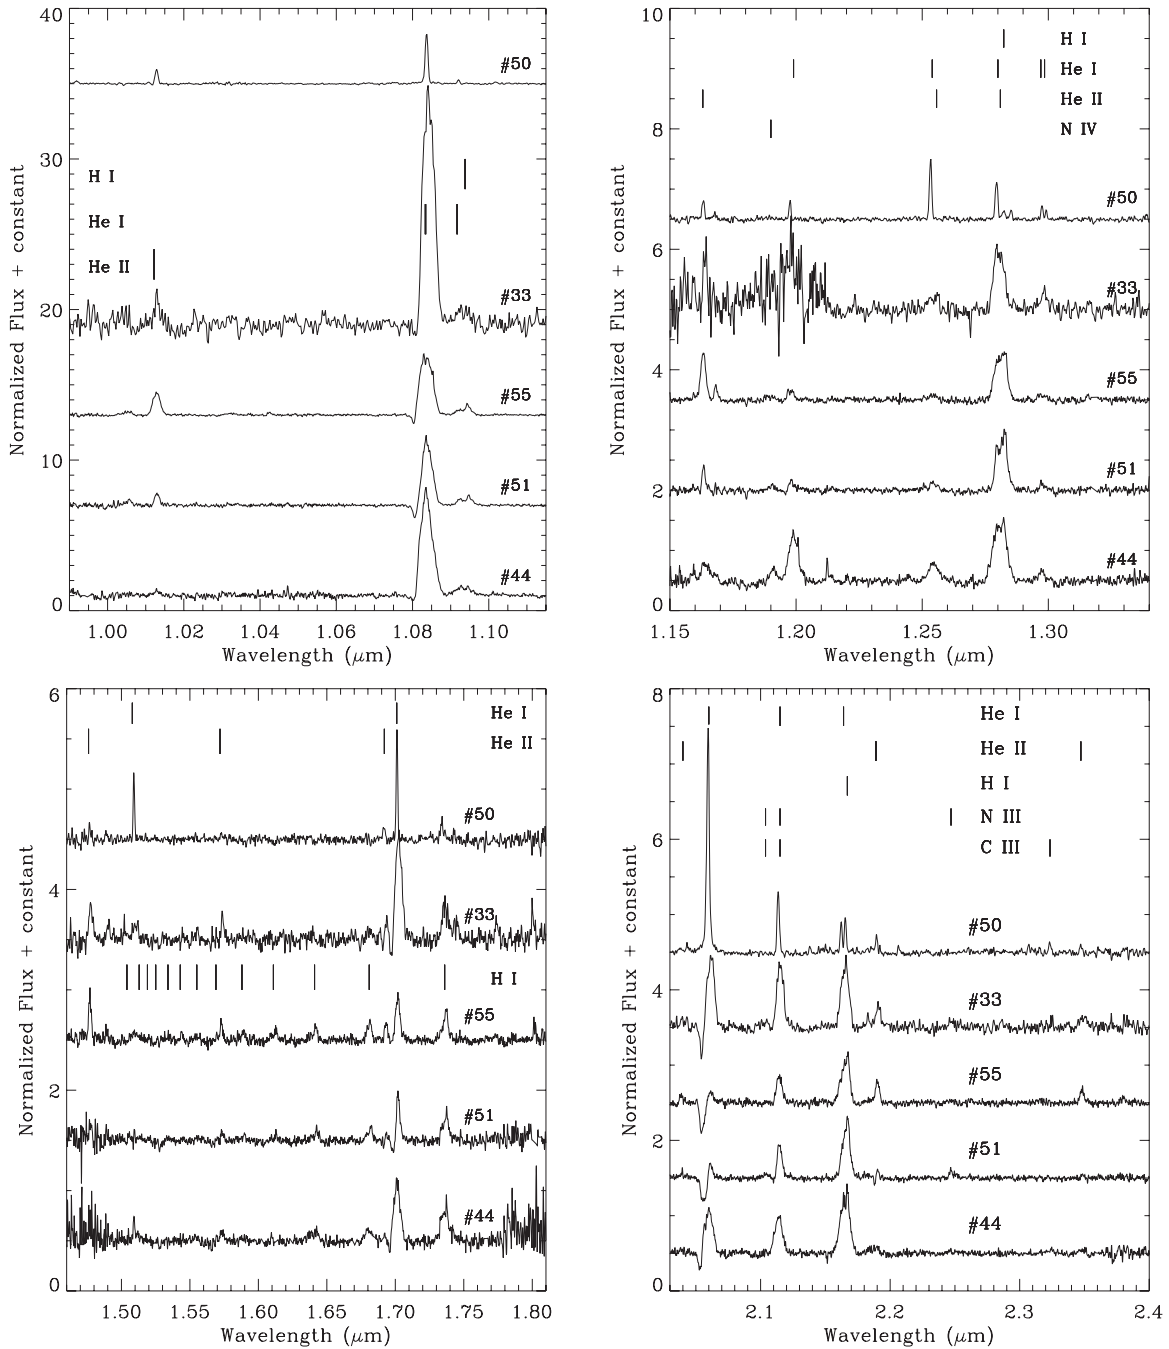 40
30
20
10
0
Normalized Flux + constant
#50
H I
He I
He II
#33
#55
#51
#44
1.00 1.02 1.04 1.06 1.08 1.10
Wavelength (μm)
10
8
6
4
2
0
Normalized Flux + constant
H I
He I
He II
N IV
#50
#33
#55
#51
#44
1.15 1.20 1.25 1.30
Wavelength (μm)
6
4
2
0
Normalized Flux + constant
He I
He II
#50
#33
H I
#55
#51
#44
1.50 1.55 1.60 1.65 1.70 1.75 1.80
Wavelength (μm)
8
6
4
2
0
Normalized Flux + constant
He I
He II
H I
N III
C III
#50
#33
#55
#51
#44
2.1 2.2 2.3 2.4
Wavelength (μm)